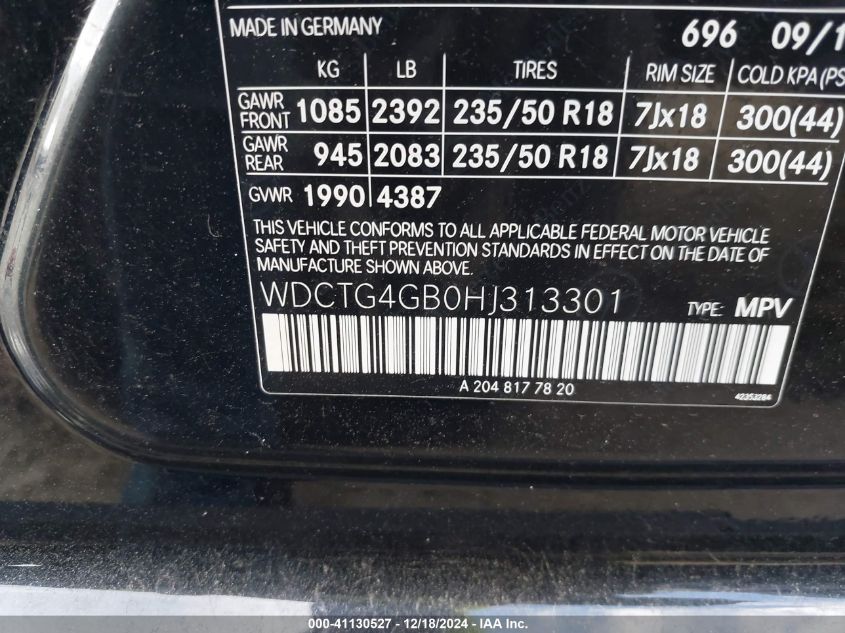 MADE IN GERMANY 696 09/1
KG LB TIRES RIM SIZE COLD KPA (PS
GAWR FRONT 1085 2392 235/50 R18 7Jx18 300(44)
GAWR REAR 945 2083 235/50 R18 7Jx18 300(44)
GVWR 1990 4387
THIS VEHICLE CONFORMS TO ALL APPLICABLE FEDERAL MOTOR VEHICLE
SAFETY AND THEFT PREVENTION STANDARDS IN EFFECT ON THE DATE OF
MANUFACTURE SHOWN ABOVE.
WDCTG4GB0HJ313301 TYPE: MPV
A 204 817 78 20
42353284
000-41130527 - 12/18/2024 - IAA Inc.